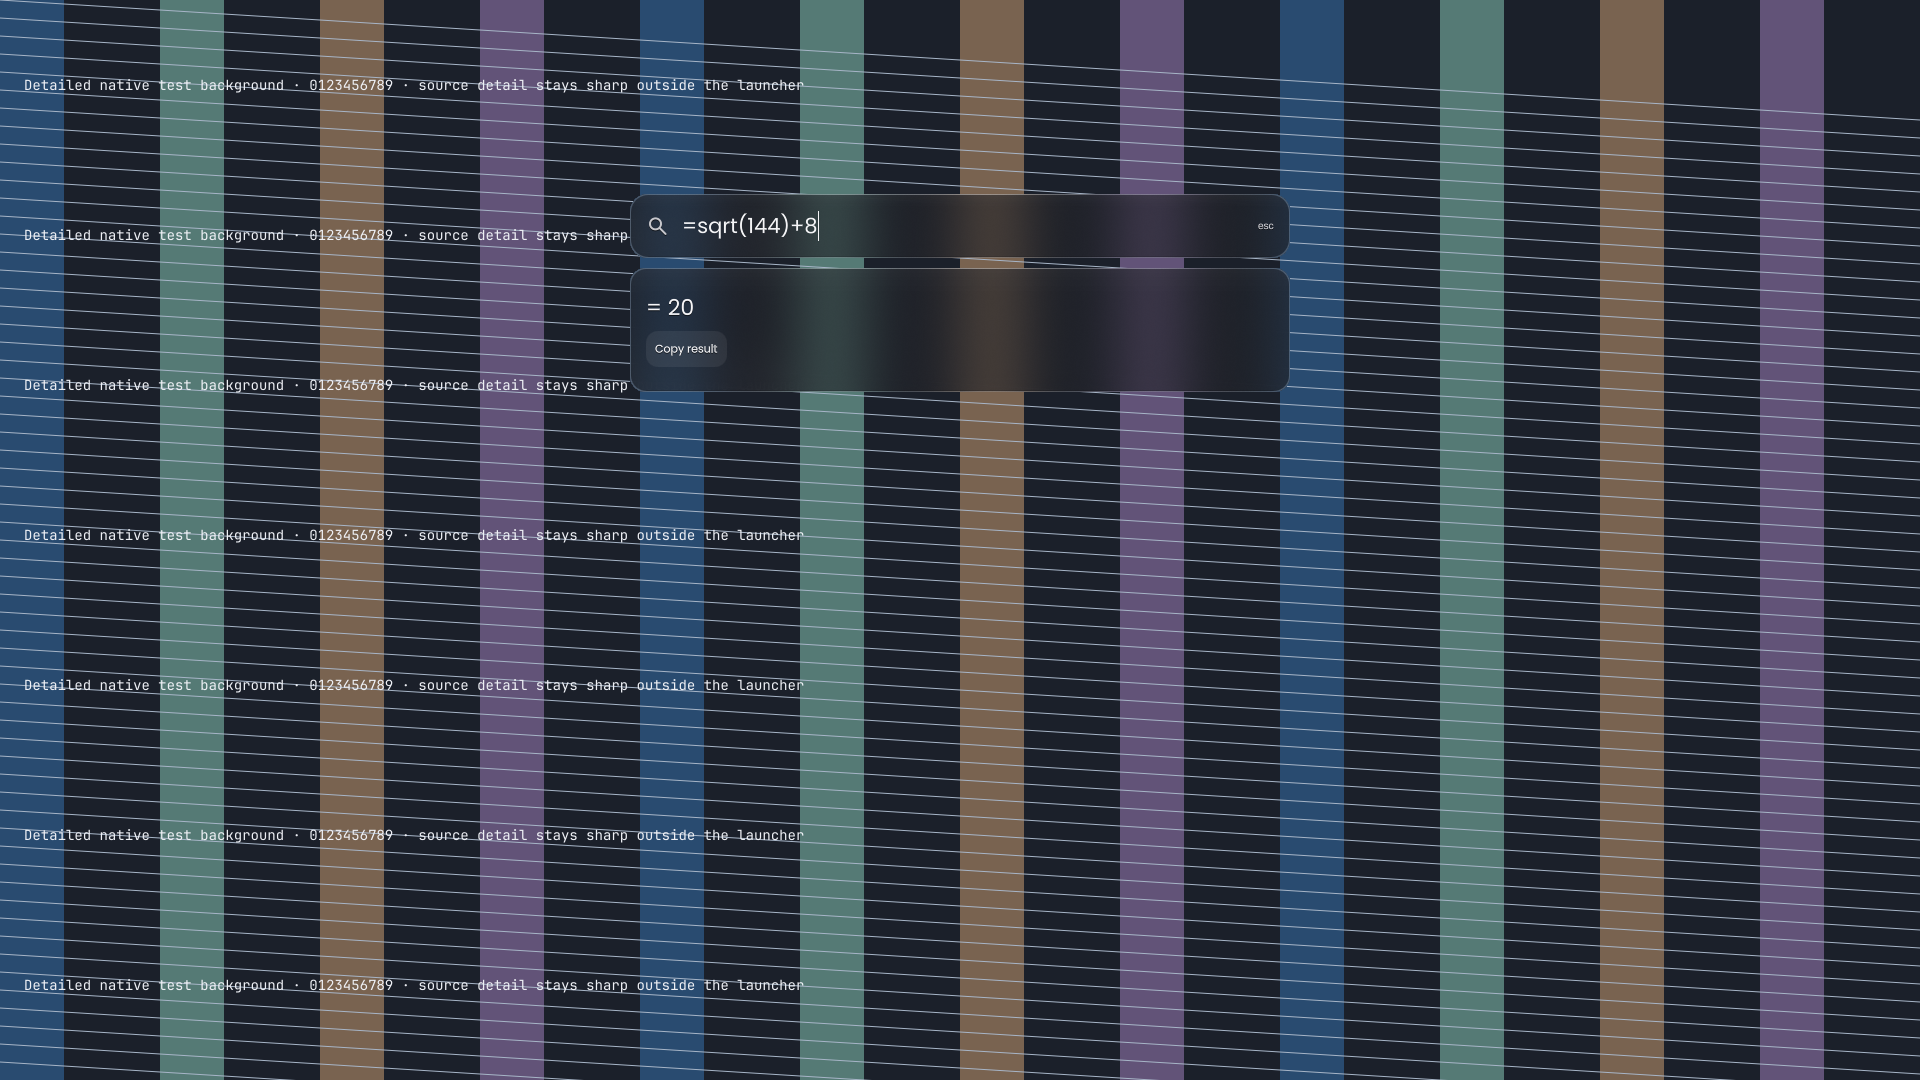 Detailed native test background · 0123456789 · source detail stays sharp outside the launcher
=sqrt(144)+8
esc
Detailed native test background · 0123456789 · source detail stays sharp
= 20
Copy result
Detailed native test background · 0123456789 · source detail stays sharp
Detailed native test background · 0123456789 · source detail stays sharp outside the launcher
Detailed native test background · 0123456789 · source detail stays sharp outside the launcher
Detailed native test background · 0123456789 · source detail stays sharp outside the launcher
Detailed native test background · 0123456789 · source detail stays sharp outside the launcher